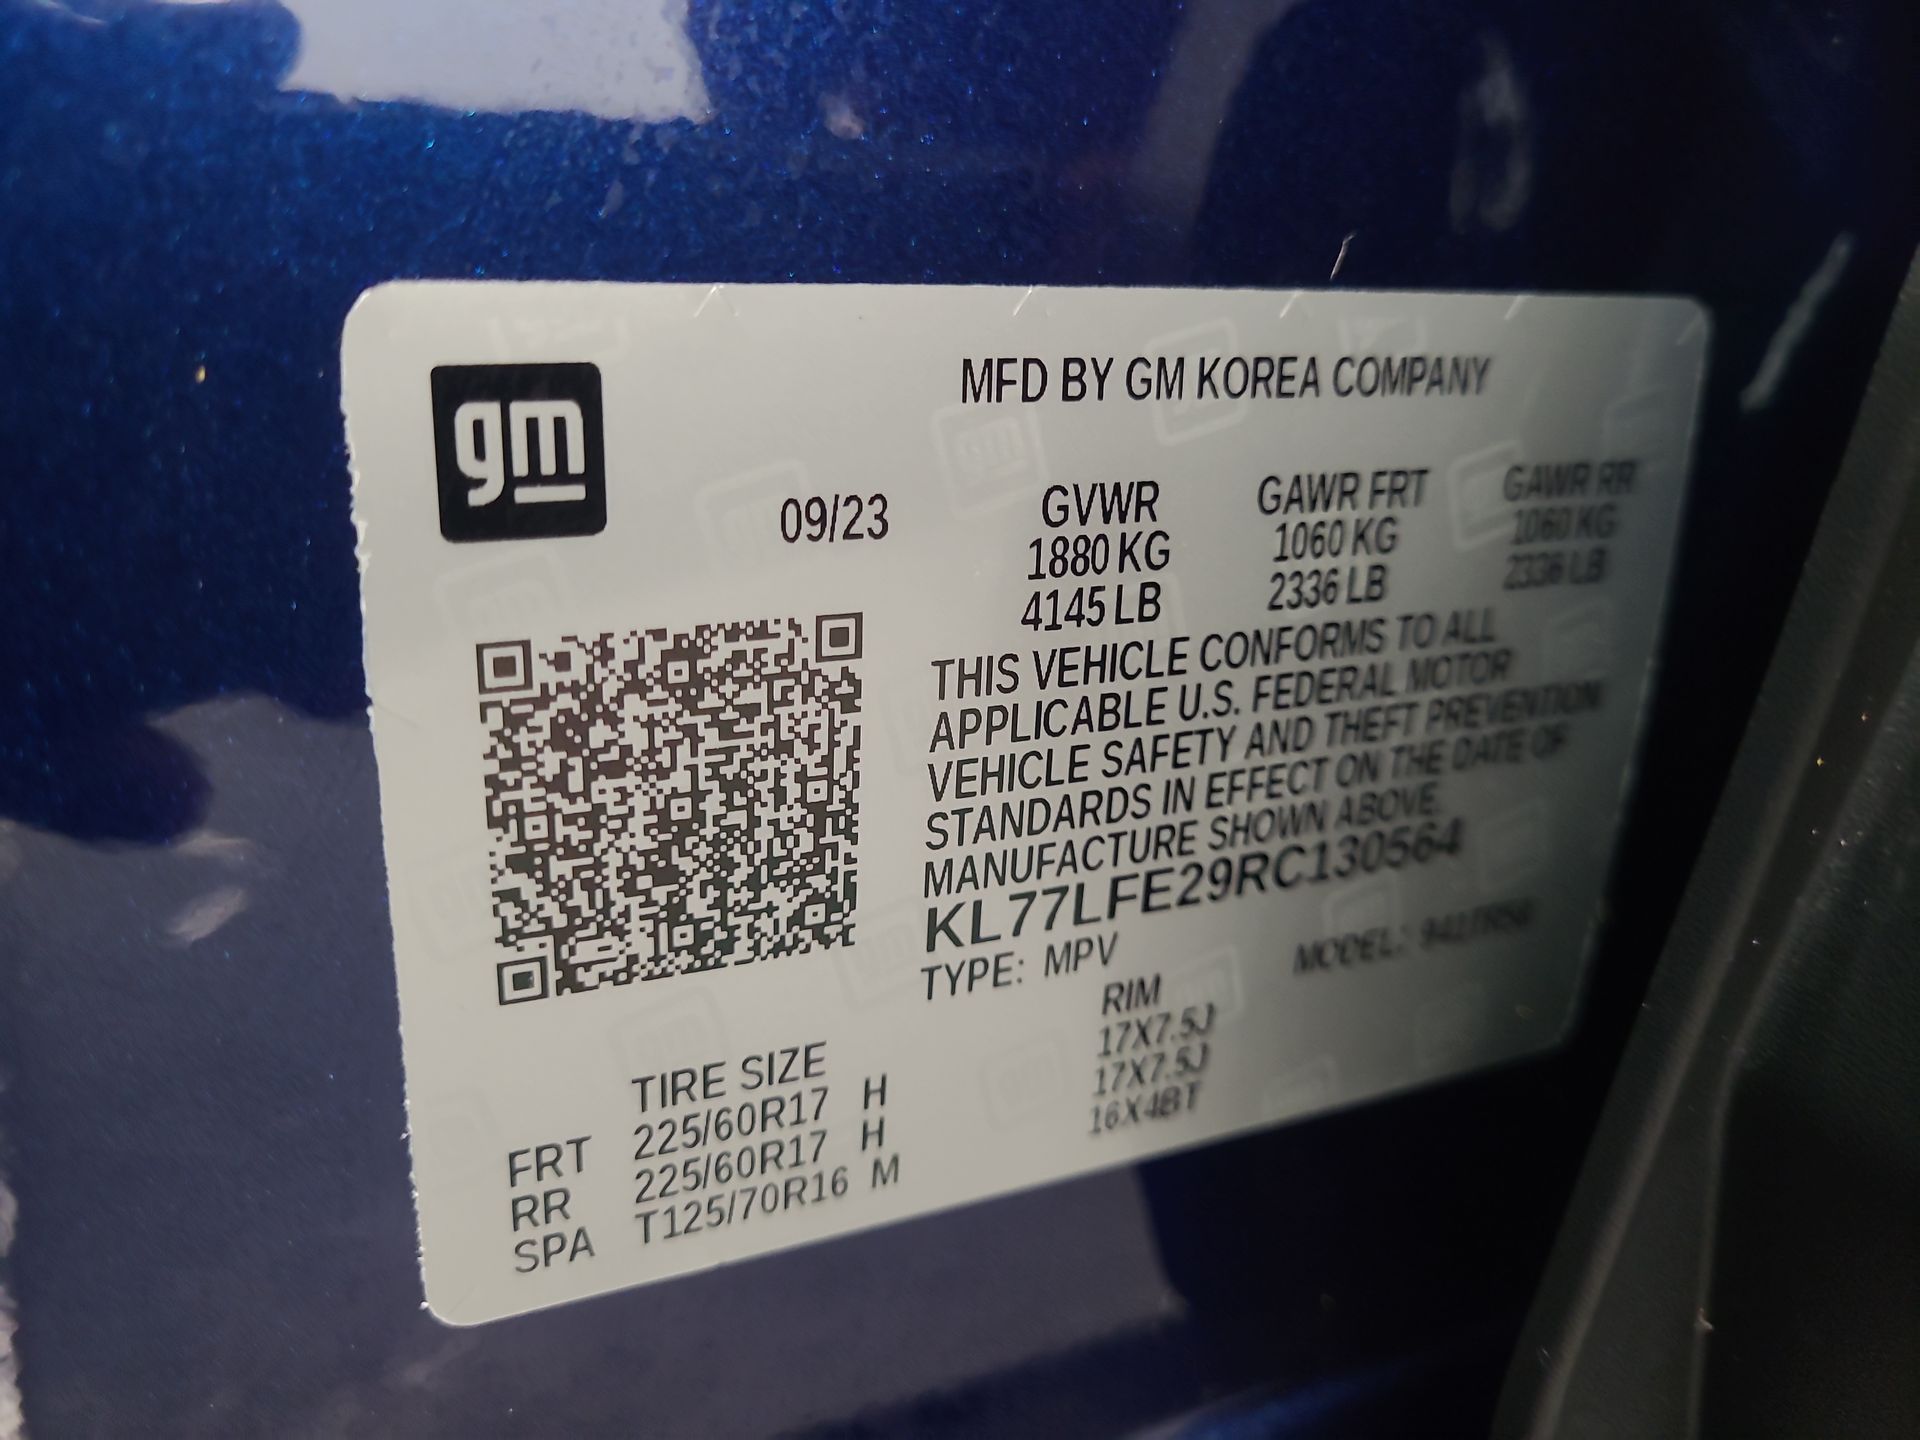 gm
MFD BY GM KOREA COMPANY
09/23
GVWR GAWR FRT GAWR RR
1880 KG 1060 KG 1060 KG
4145 LB 2336 LB 2336 LB
THIS VEHICLE CONFORMS TO ALL
APPLICABLE U.S. FEDERAL MOTOR
VEHICLE SAFETY AND THEFT PREVENTION
STANDARDS IN EFFECT ON THE DATE OF
MANUFACTURE SHOWN ABOVE.
KL77LFE29RC130564
TYPE: MPV MODEL:
TIRE SIZE RIM
FRT 225/60R17 H 17X7.5J
RR 225/60R17 H 17X7.5J
SPA T125/70R16 M 16X4BT